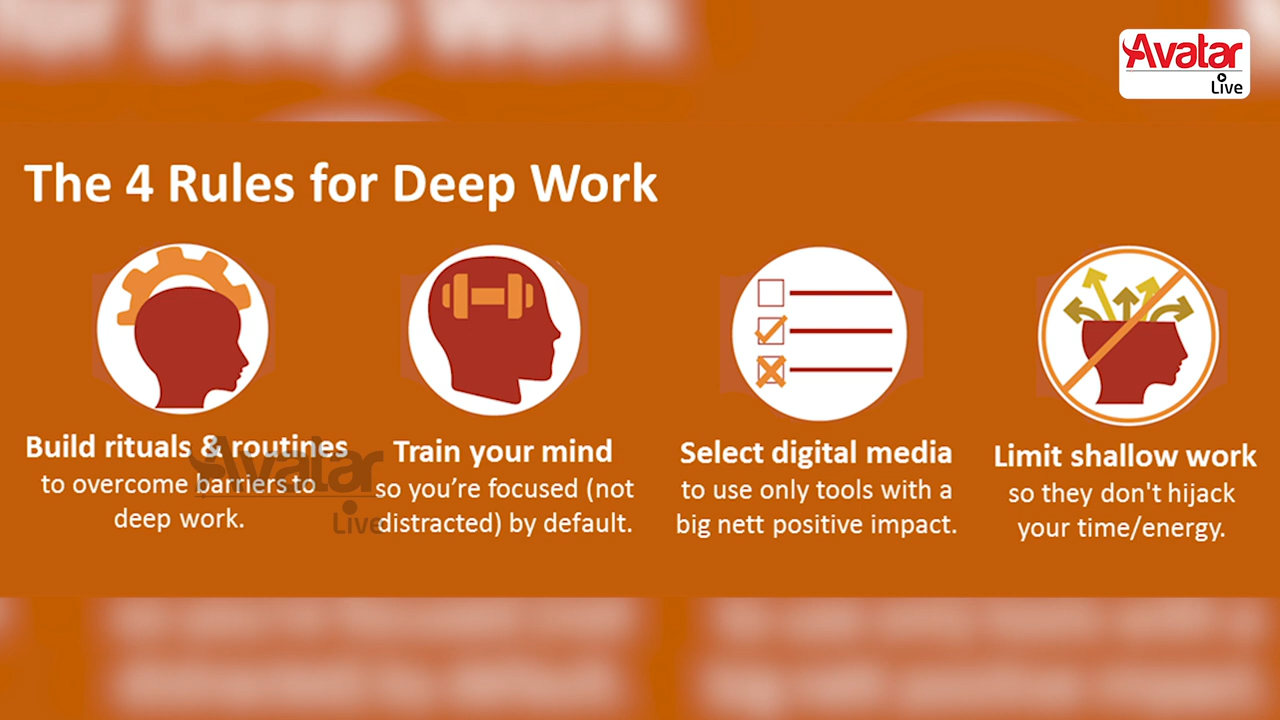 Avatar
Live
The 4 Rules for Deep Work
Build rituals & routines
to overcome barriers to
deep work.
Train your mind
so you're focused (not
distracted) by default.
Select digital media
to use only tools with a
big nett positive impact.
Limit shallow work
so they don't hijack
your time/energy.
Avatar
Live